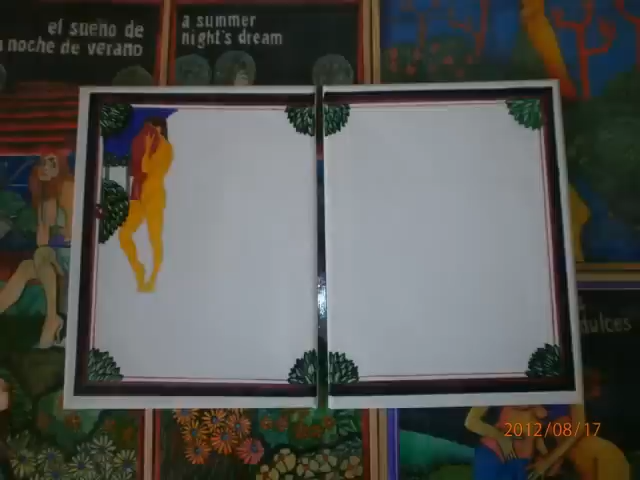 el sueño de
noche de verano
a summer
night's dream
dulces
2012/08/17